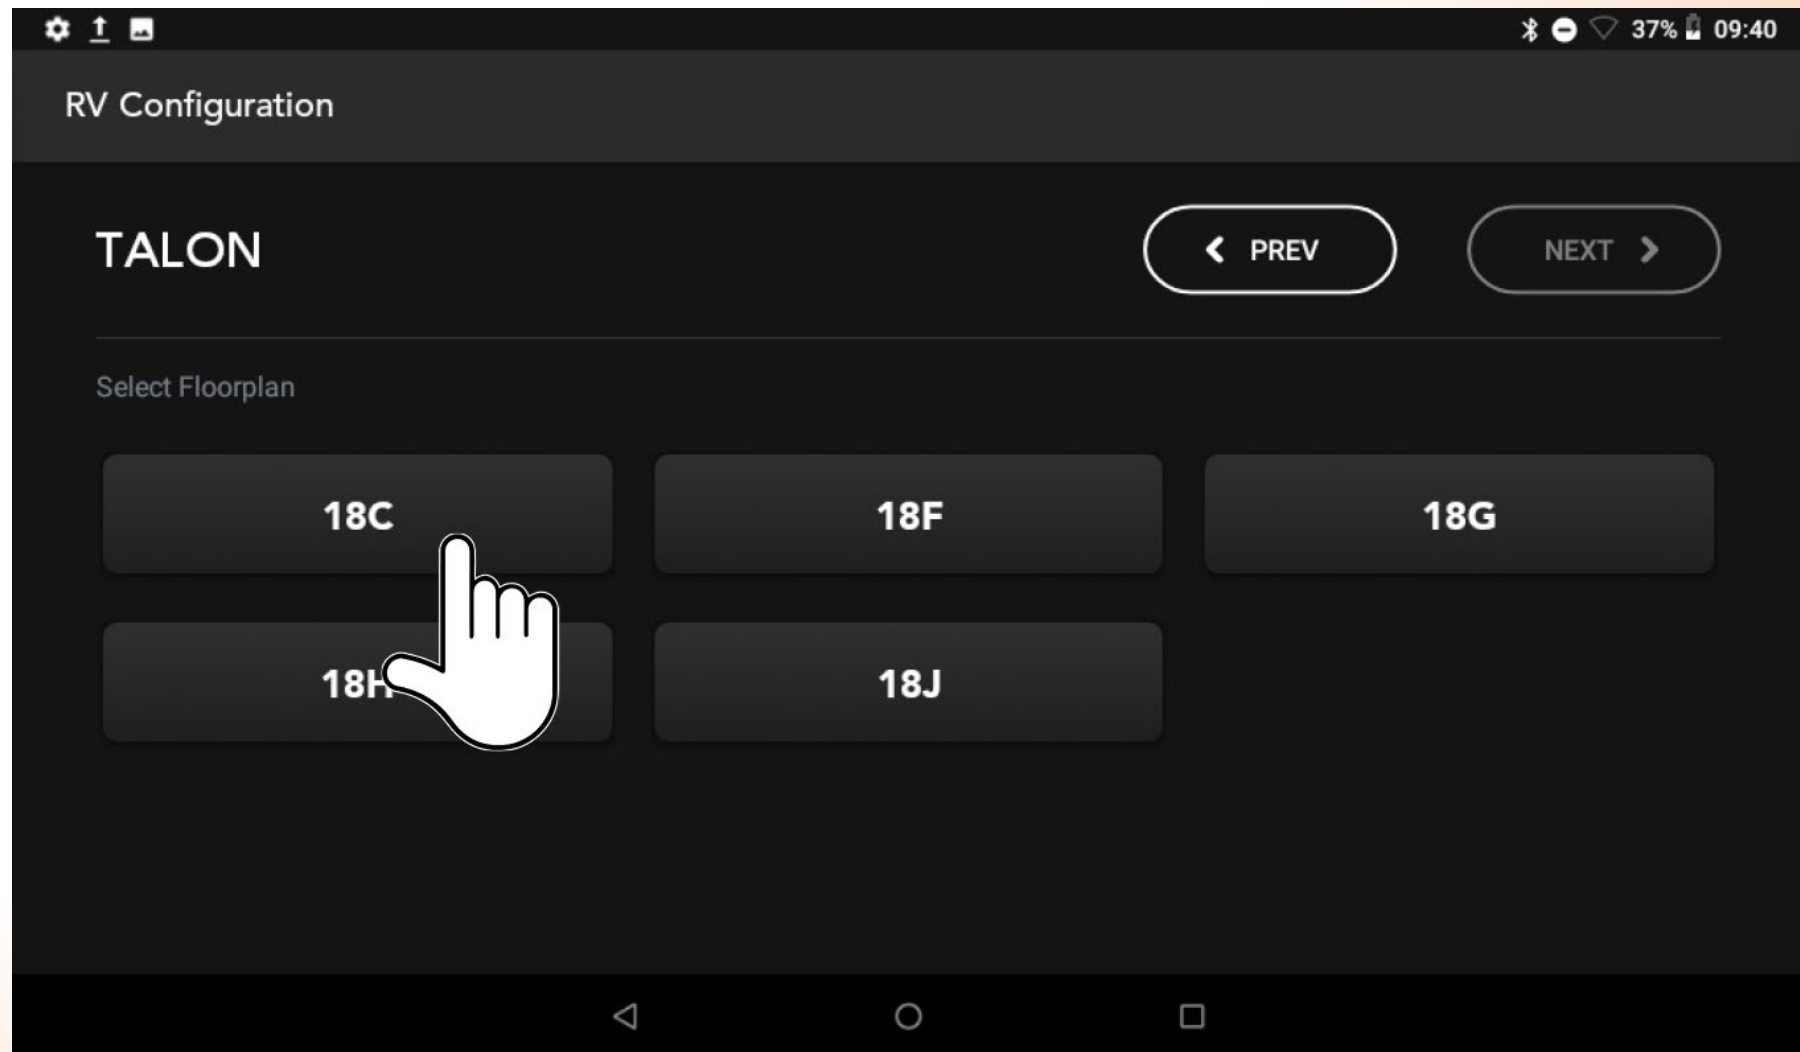 37% 09:40
RV Configuration
TALON
PREV
NEXT
Select Floorplan
18C
18F
18G
18H
18J